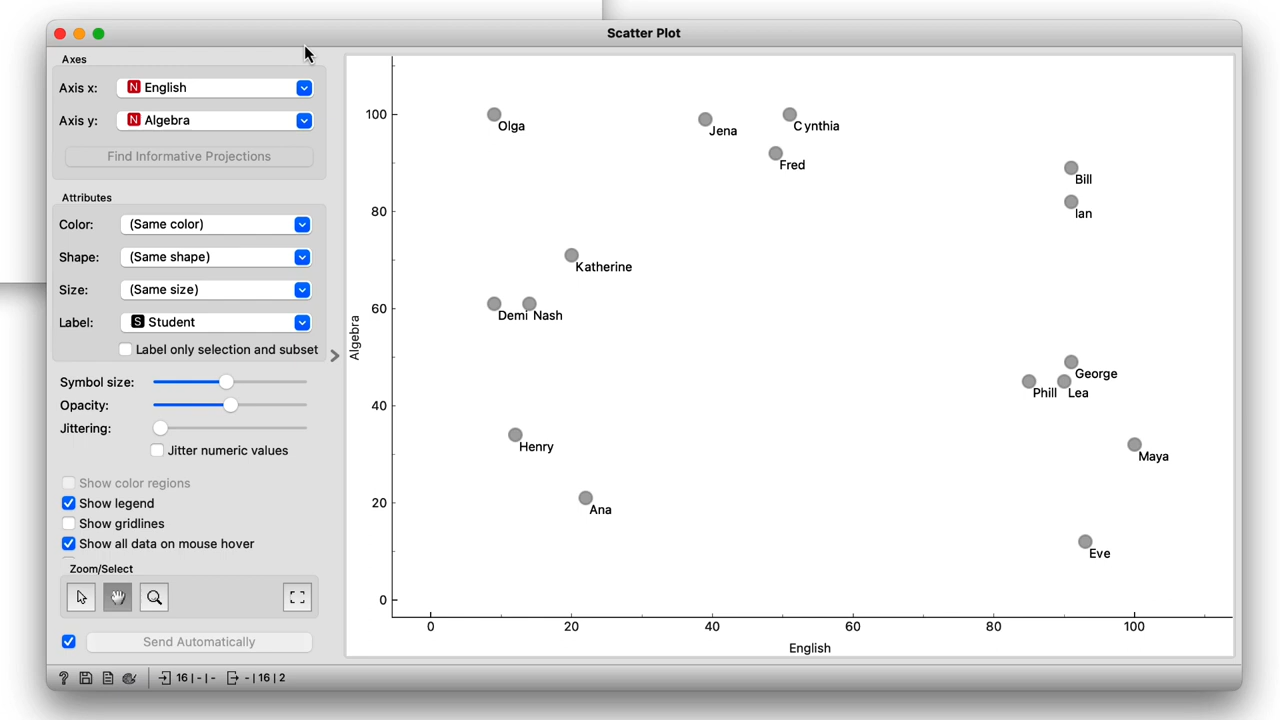 Scatter Plot
Axes
Axis x: N English
Axis y: N Algebra
Find Informative Projections
Attributes
Color: (Same color)
Shape: (Same shape)
Size: (Same size)
Label: S Student
Label only selection and subset
Symbol size:
Opacity:
Jittering:
Jitter numeric values
Show color regions
Show legend
Show gridlines
Show all data on mouse hover
Zoom/Select
Send Automatically
? 16 | - | - - | 16 | 2
100
80
60
40
20
0
Algebra
Olga
Jena
Cynthia
Fred
Bill
Ian
Katherine
Demi Nash
George
Phill Lea
Henry
Maya
Ana
Eve
0 20 40 60 80 100
English